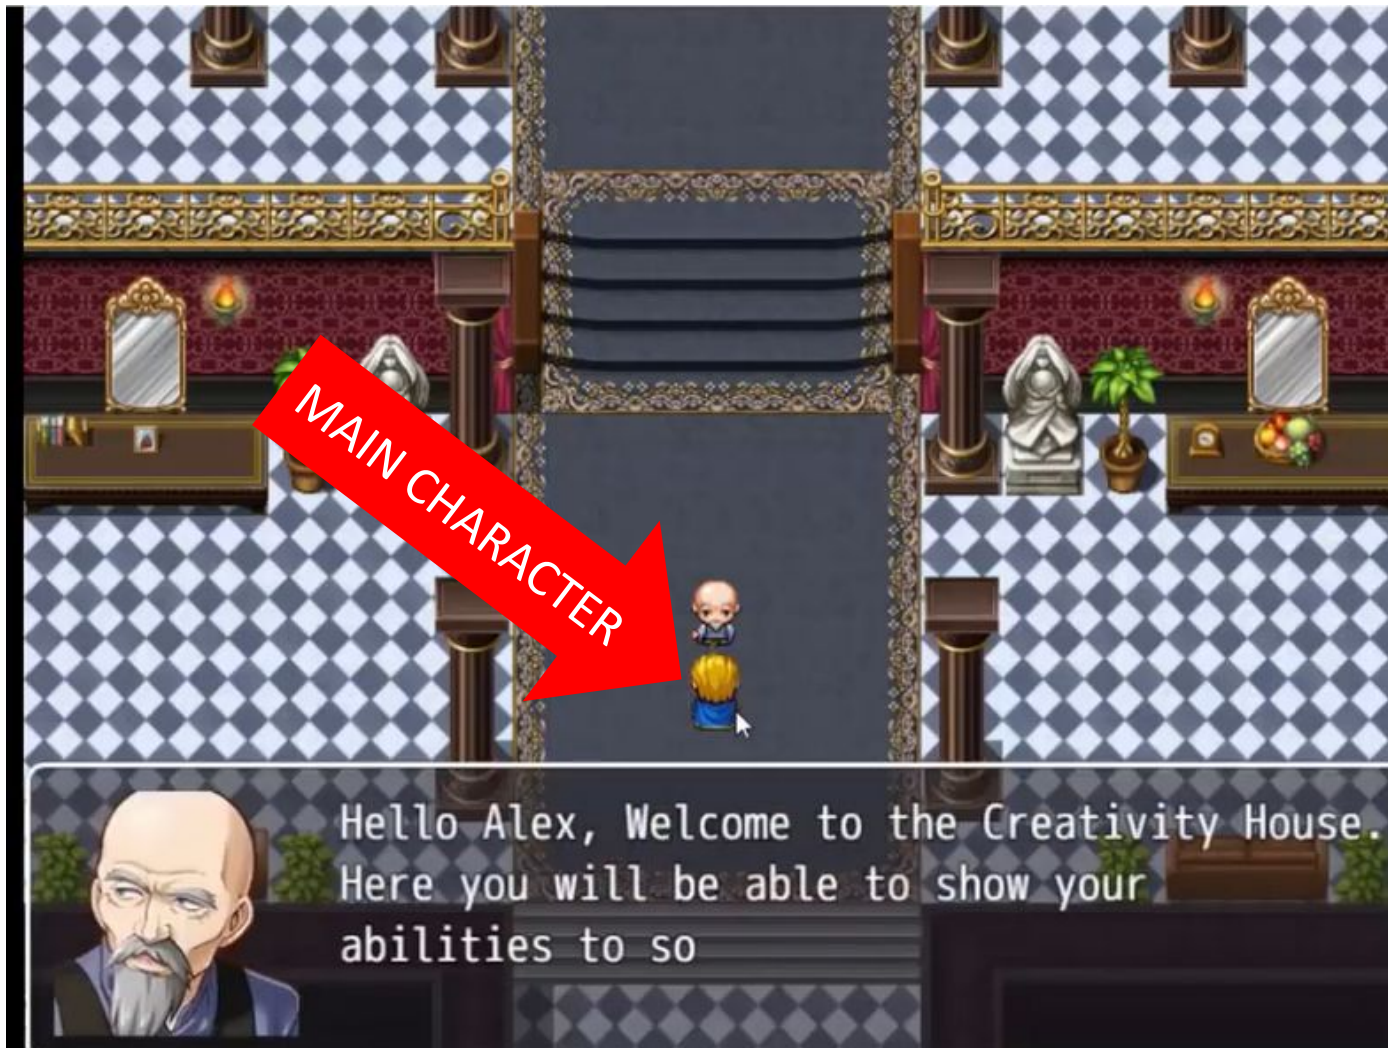 MAIN CHARACTER
Hello Alex, Welcome to the Creativity House.
Here you will be able to show your
abilities to so